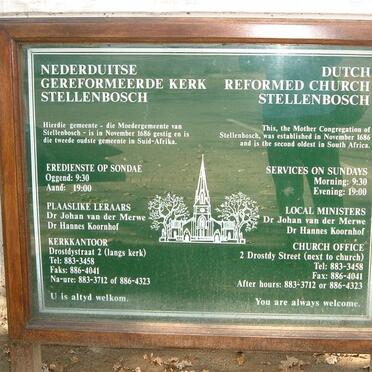 NEDERDUITSE
GEREFORMEERDE KERK
STELLENBOSCH
Hierdie gemeente - die Moedergemeente van
Stellenbosch - is in November 1686 gestig en is
die tweede oudste gemeente in Suid-Afrika.
EREDIENSTE OP SONDAE
Oggend: 9:30
Aand: 19:00
PLAASLIKE LERAARS
Dr Johan van der Merwe
Dr Hannes Koornhof
KERKKANTOOR
Drostdystraat 2 (langs kerk)
Tel: 883-3458
Faks: 886-4041
Na-ure: 883-3712 of 886-4323
U is altyd welkom.
DUTCH
REFORMED CHURCH
STELLENBOSCH
This, the Mother Congregation of
Stellenbosch, was established in November 1686
and is the second oldest in South Africa.
SERVICES ON SUNDAYS
Morning: 9:30
Evening: 19:00
LOCAL MINISTERS
Dr Johan van der Merwe
Dr Hannes Koornhof
CHURCH OFFICE
2 Drostdy Street (next to church)
Tel: 883-3458
Fax: 886-4041
After hours: 883-3712 or 886-4323
You are always welcome.